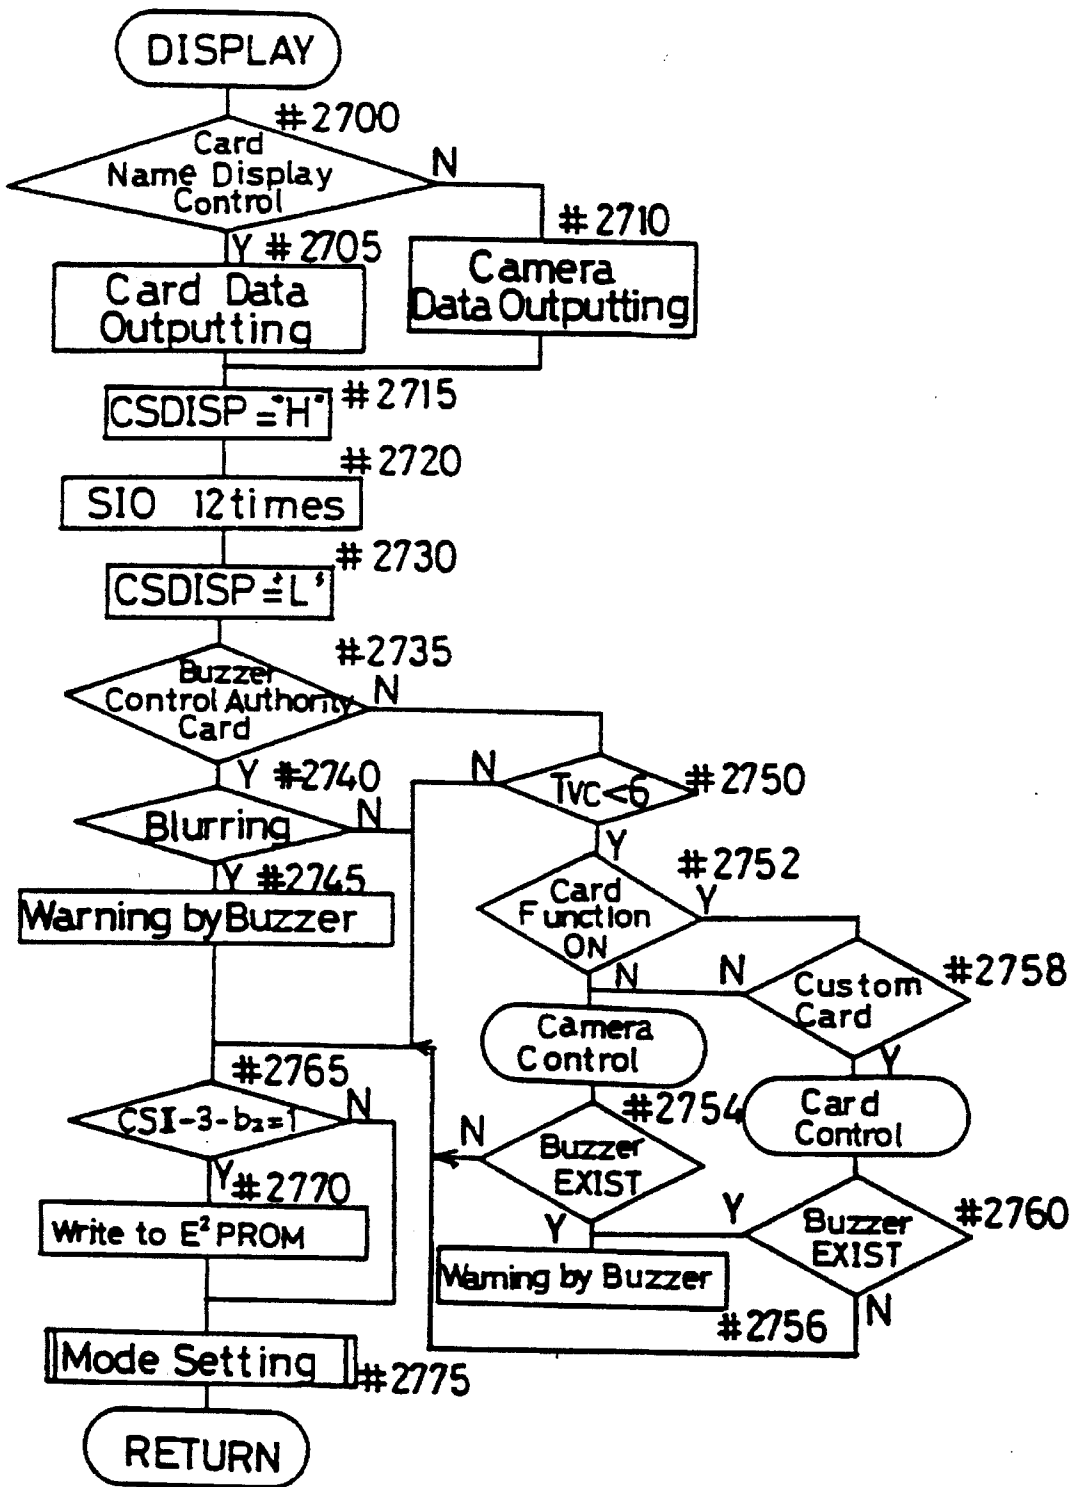 DISPLAY
#2700
Card
Name Display
Control
N
Y #2705
#2710
Card Data
Outputting
Camera
Data Outputting
CSDISP="H"
#2715
#2720
SIO 12times
#2730
CSDISP="L"
#2735
Buzzer
Control Authority
Card
N
Y #2740
N
Tvc<6
#2750
Blurring
N
Y
Y #2745
Warning by Buzzer
#2752
Card
Function
ON
Y
N
N
#2758
Custom
Card
Y
Camera
Control
#2765
CSI-3-b₂=1
N
#2754
Card
Control
N
Buzzer
EXIST
Y
Y #2770
Write to E² PROM
Y
Buzzer
EXIST
#2760
N
Warning by Buzzer
#2756
Mode Setting
#2775
RETURN